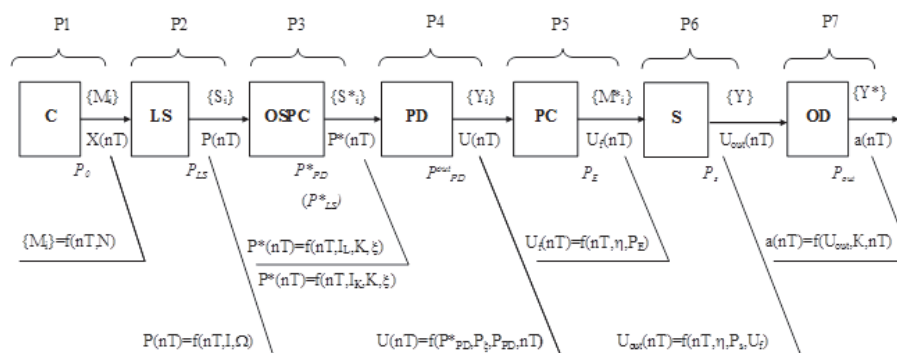 P1 P2 P3 P4 P5 P6 P7
{Mᵢ} {Sᵢ} {S*ᵢ} {Yᵢ} {M*ᵢ} {Y} {Y*}
C LS OSPC PD PC S OD
X(nT) P(nT) P*(nT) U(nT) U_f(nT) U_out(nT) a(nT)
P_0 P_LS P*_PD P^out_PD P_E P_s P_out
(P*_LS)
{Mᵢ}=f(nT,N)
P*(nT)=f(nT,I_L,K,ξ)
P*(nT)=f(nT,I_K,K,ξ)
U_f(nT)=f(nT,η,P_E)
a(nT)=f(U_out,K,nT)
P(nT)=f(nT,I,Ω)
U(nT)=f(P*_PD,P_ξ,P_PD,nT)
U_out(nT)=f(nT,η,P_s,U_f)